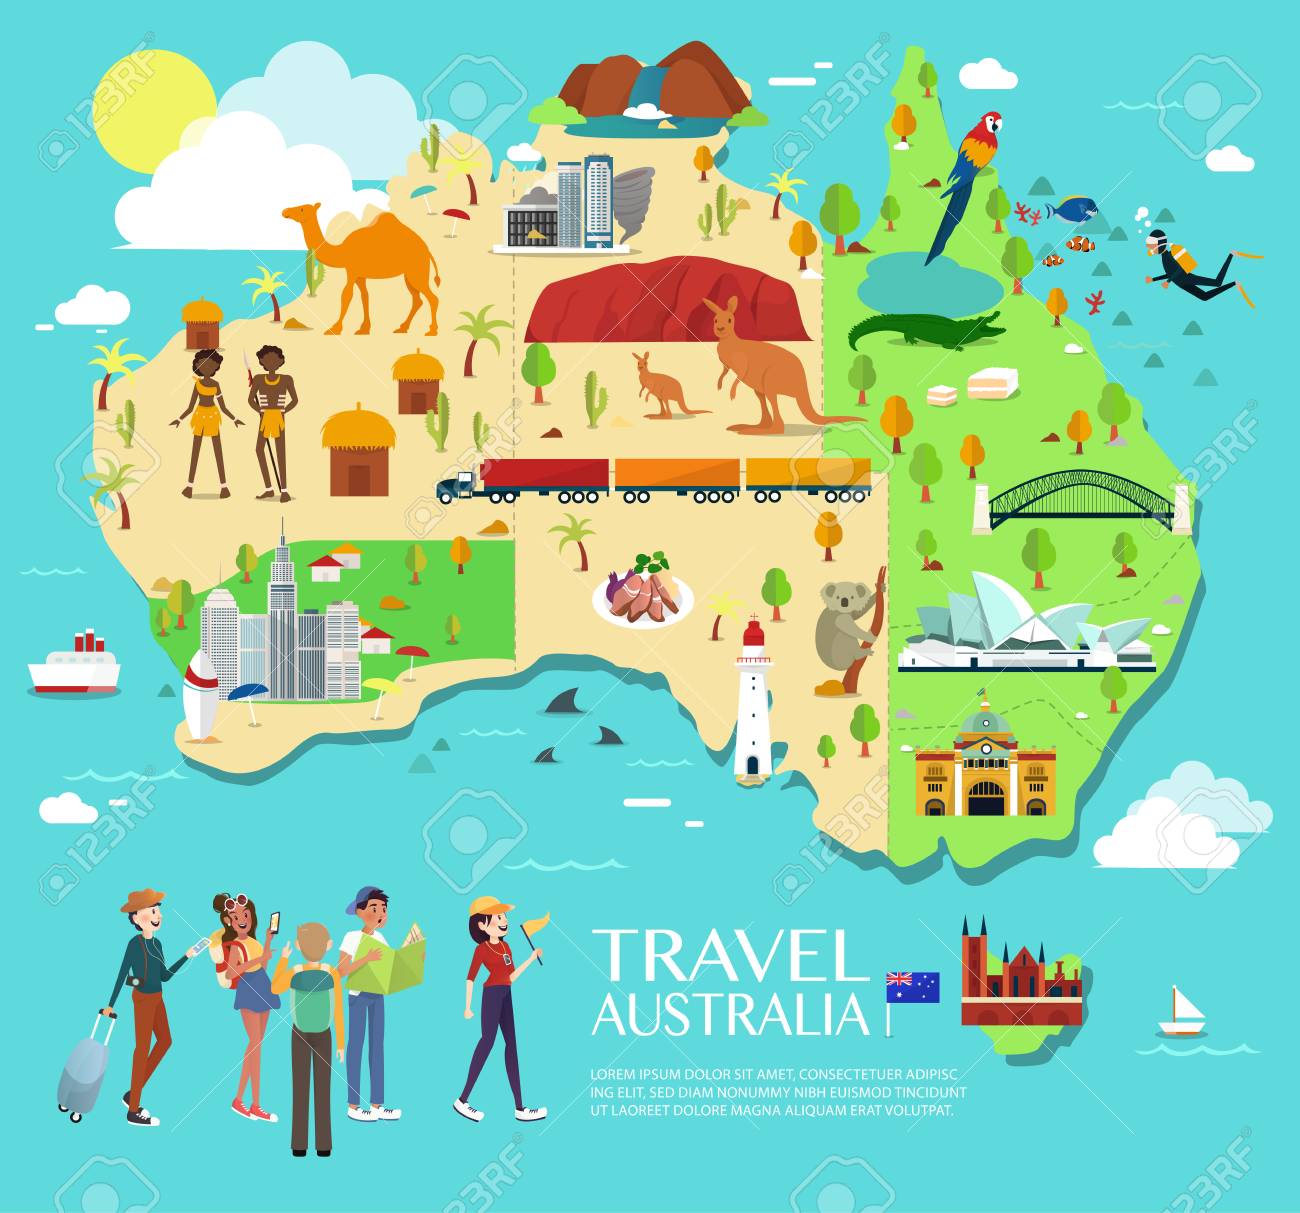 TRAVEL
AUSTRALIA
LOREM IPSUM DOLOR SIT AMET, CONSECTETUER ADIPISC
ING ELIT, SED DIAM NONUMMY NIBH EUISMOD TINCIDUNT
UT LAOREET DOLORE MAGNA ALIQUAM ERAT VOLUTPAT.
123RF